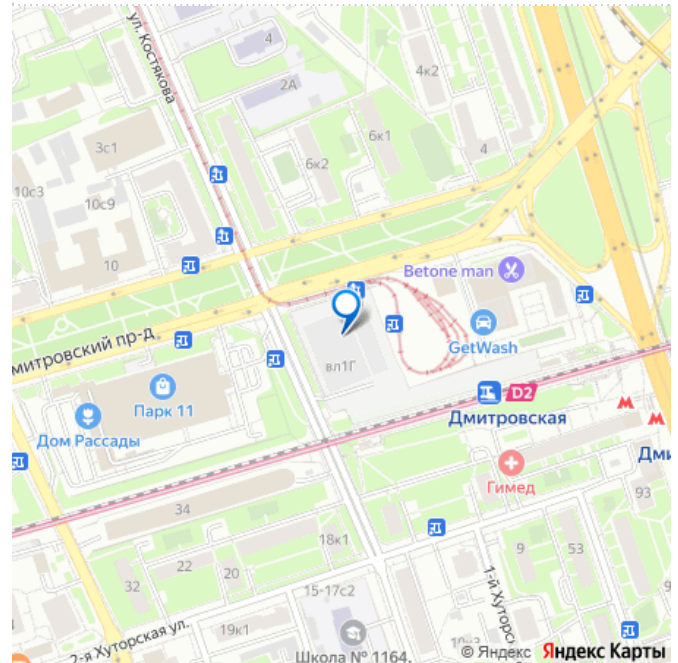 ул. Костякова
4
2А
4к2
3с1
6к1
4
6к2
10с3
10с9
10
Betone man
GetWash
митровский пр-д
вл1Г
Парк 11
Дом Рассады
D2
Дмитровская
Дми
Гимед
93
34
18к1
9
53
22
20
32
15-17с2
1-й Хуторс
2-я Хуторская ул.
19к1
Школа № 1164,
10к3
© Яндекс Яндекс Карты